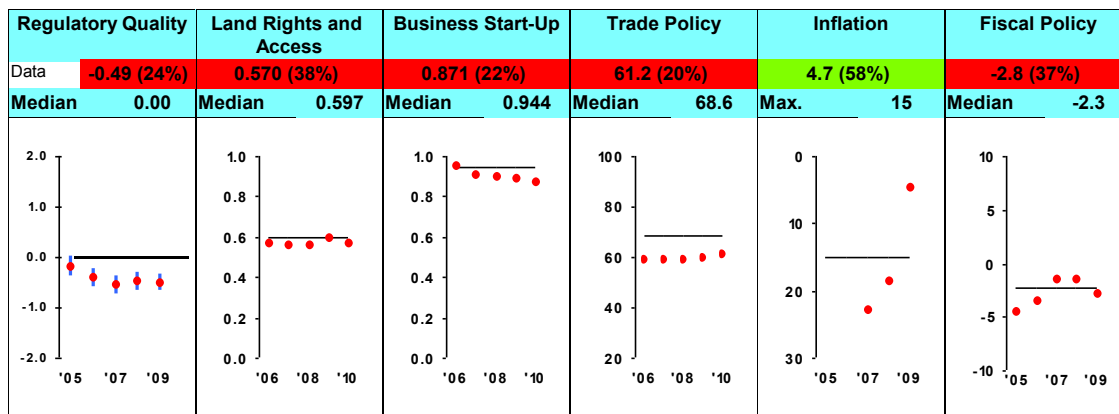 Regulatory Quality
Land Rights and
Access
Business Start-Up
Trade Policy
Inflation
Fiscal Policy
Data -0.49 (24%) 0.570 (38%) 0.871 (22%) 61.2 (20%) 4.7 (58%) -2.8 (37%)
Median 0.00 Median 0.597 Median 0.944 Median 68.6 Max. 15 Median -2.3
2.0
1.0
0.0
-1.0
-2.0
'05 '07 '09
1.0
0.8
0.6
0.4
0.2
0.0
'06 '08 '10
1.0
0.8
0.6
0.4
0.2
0.0
'06 '08 '10
100
80
60
40
20
'06 '08 '10
0
10
20
30
'05 '07 '09
10
5
0
-5
-10
'05 '07 '09